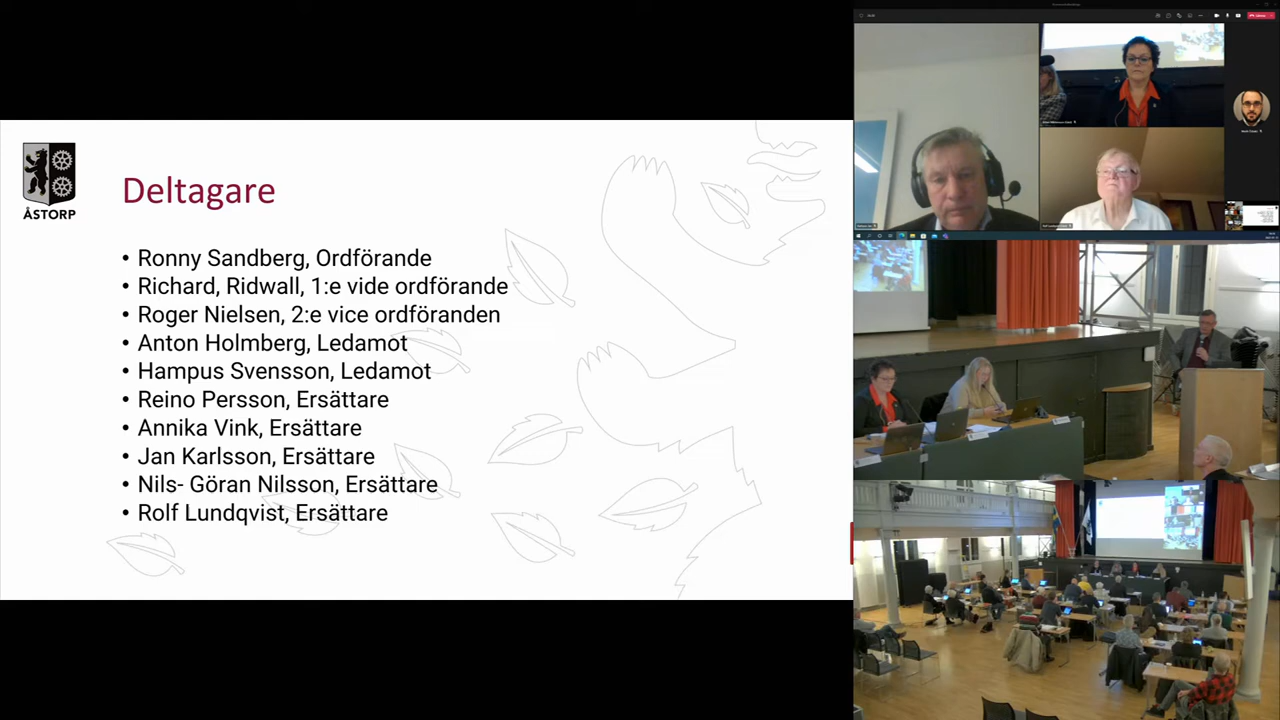 ÅSTORP
Deltagare
• Ronny Sandberg, Ordförande
• Richard, Ridwall, 1:e vide ordförande
• Roger Nielsen, 2:e vice ordföranden
• Anton Holmberg, Ledamot
• Hampus Svensson, Ledamot
• Reino Persson, Ersättare
• Annika Vink, Ersättare
• Jan Karlsson, Ersättare
• Nils- Göran Nilsson, Ersättare
• Rolf Lundqvist, Ersättare